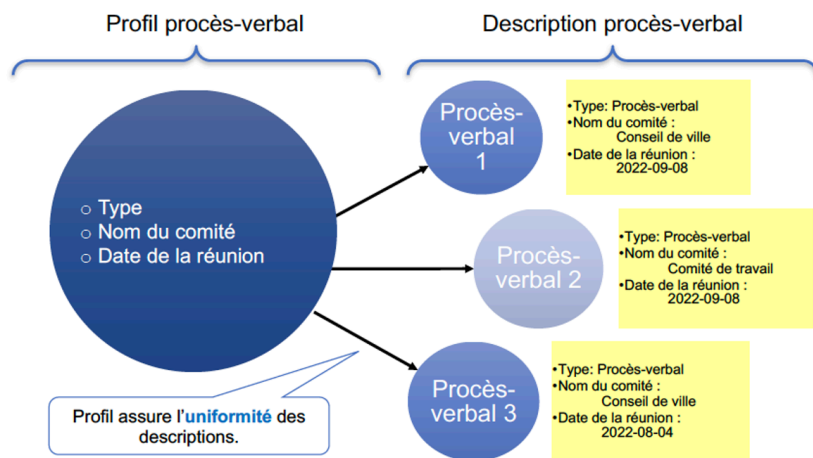 Profil procès-verbal
Description procès-verbal
○ Type
○ Nom du comité
○ Date de la réunion
Procès-
verbal
1
•Type: Procès-verbal
•Nom du comité :
Conseil de ville
•Date de la réunion :
2022-09-08
Procès-
verbal 2
•Type: Procès-verbal
•Nom du comité :
Comité de travail
•Date de la réunion :
2022-09-08
Procès-
verbal 3
•Type: Procès-verbal
•Nom du comité :
Conseil de ville
•Date de la réunion :
2022-08-04
Profil assure l'uniformité des
descriptions.